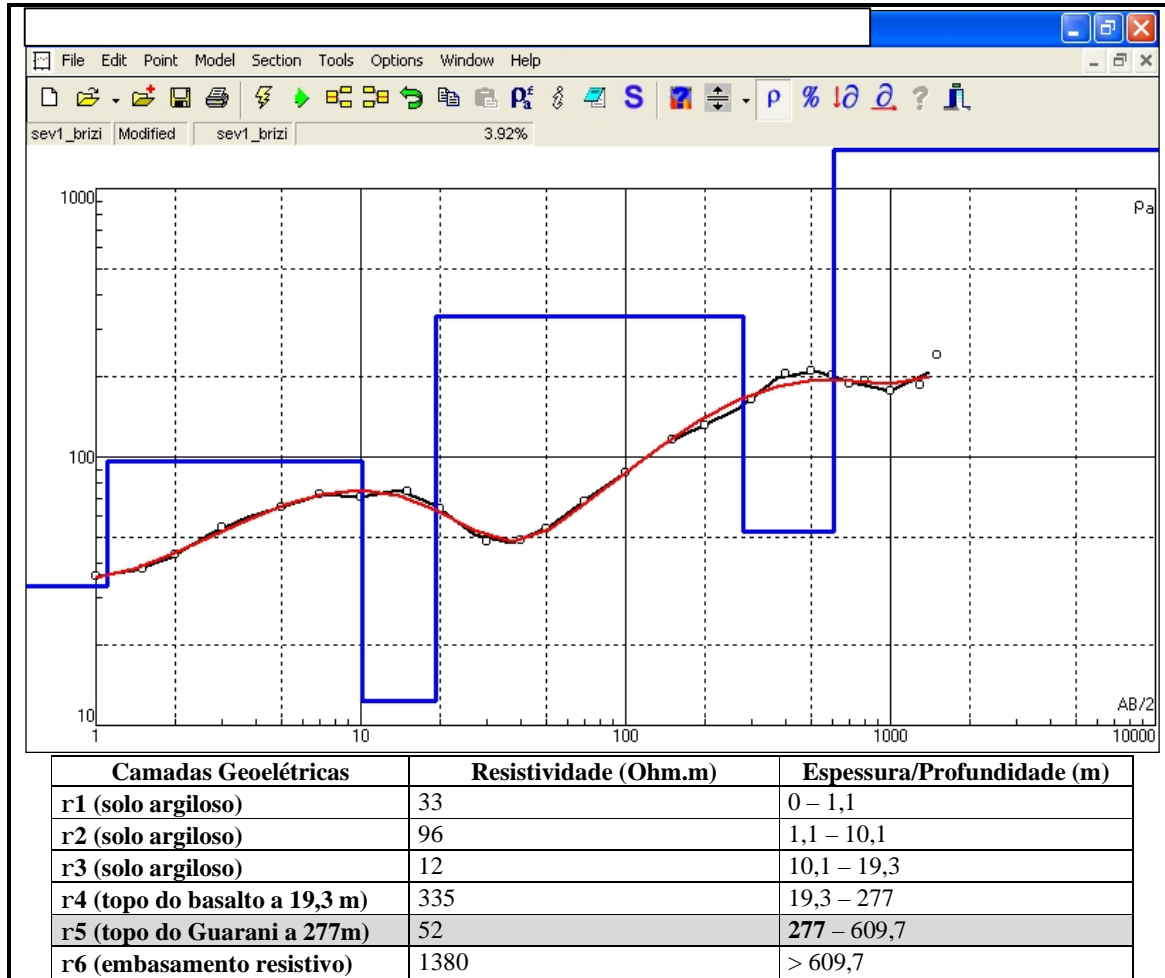 File Edit Point Model Section Tools Options Window Help
sev1_brizi Modified sev1_brizi 3.92%
1000
ρa
100
10
AB/2
1 10 100 1000 10000
Camadas Geoelétricas Resistividade (Ohm.m) Espessura/Profundidade (m)
r1 (solo argiloso) 33 0 – 1,1
r2 (solo argiloso) 96 1,1 – 10,1
r3 (solo argiloso) 12 10,1 – 19,3
r4 (topo do basalto a 19,3 m) 335 19,3 – 277
r5 (topo do Guarani a 277m) 52 277 – 609,7
r6 (embasamento resistivo) 1380 > 609,7